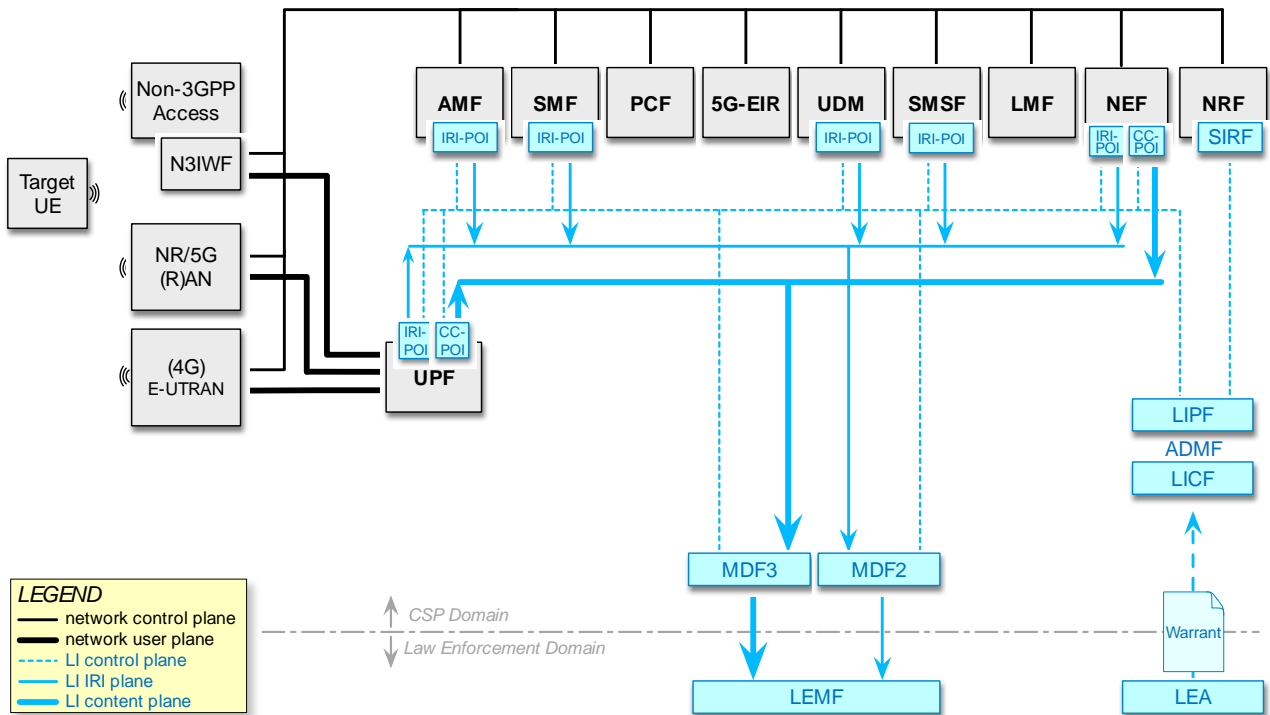 Non-3GPP
Access
N3IWF
Target
UE
NR/5G
(R)AN
(4G)
E-UTRAN
AMF
IRI-POI
SMF
IRI-POI
PCF
5G-EIR
UDM
IRI-POI
SMSF
IRI-POI
LMF
NEF
IRI-
POI
CC-
POI
NRF
SIRF
IRI-
POI
CC-
POI
UPF
LIPF
ADMF
LICF
MDF3
MDF2
LEGEND
network control plane
network user plane
LI control plane
LI IRI plane
LI content plane
CSP Domain
Law Enforcement Domain
Warrant
LEMF
LEA